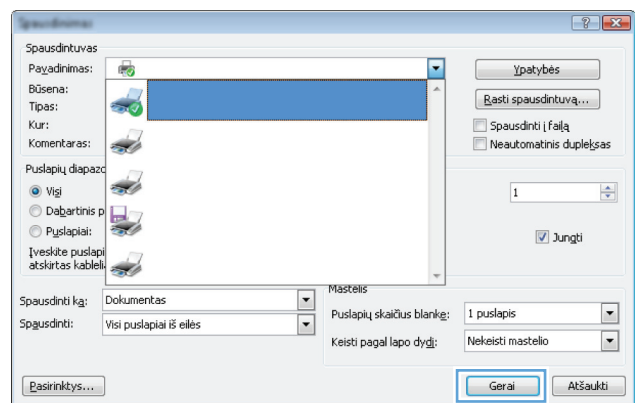 Spausdinimas
Spausdintuvas
Pavadinimas:
Ypatybės
Būsena:
Rasti spausdintuvą...
Tipas:
Kur:
Spausdinti į failą
Komentaras:
Neautomatinis dupleksas
Puslapių diapazo
Visi
1
Dabartinis p
Puslapiai:
Jungti
Įveskite puslapi
atskirtas kableli
Mastelis
Spausdinti ką: Dokumentas
Puslapių skaičius blanke: 1 puslapis
Spausdinti: Visi puslapiai iš eilės
Keisti pagal lapo dydį: Nekeisti mastelio
Pasirinktys...
Gerai
Atšaukti